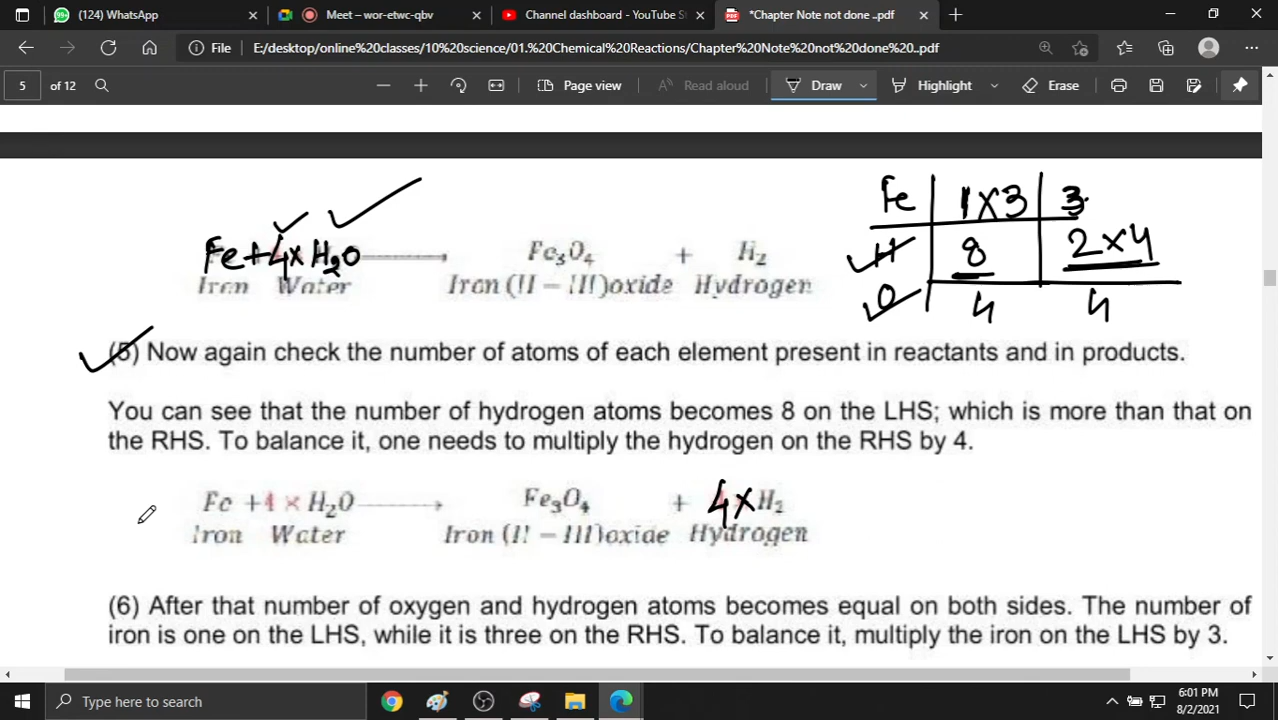 (124) WhatsApp
Meet – wor-etwc-qbv
Channel dashboard - YouTube St
*Chapter Note not done ..pdf
File E:/desktop/online%20classes/10%20science/01.%20Chemical%20Reactions/Chapter%20Note%20not%20done%20..pdf
5 of 12 Page view Read aloud Draw Highlight Erase
Fe 1×3 3
H 8 2×4
O 4 4
Fe+4×H₂O Fe₃O₄ + H₂
Iron Water Iron (II – III) oxide Hydrogen
(5) Now again check the number of atoms of each element present in reactants and in products.
You can see that the number of hydrogen atoms becomes 8 on the LHS; which is more than that on
the RHS. To balance it, one needs to multiply the hydrogen on the RHS by 4.
Fe +4 × H₂O Fe₃O₄ + 4×H₂
Iron Water Iron (II – III) oxide Hydrogen
(6) After that number of oxygen and hydrogen atoms becomes equal on both sides. The number of
iron is one on the LHS, while it is three on the RHS. To balance it, multiply the iron on the LHS by 3.
Type here to search
6:01 PM
8/2/2021